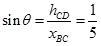 sin θ = h_CD / x_BC = 1 / 5